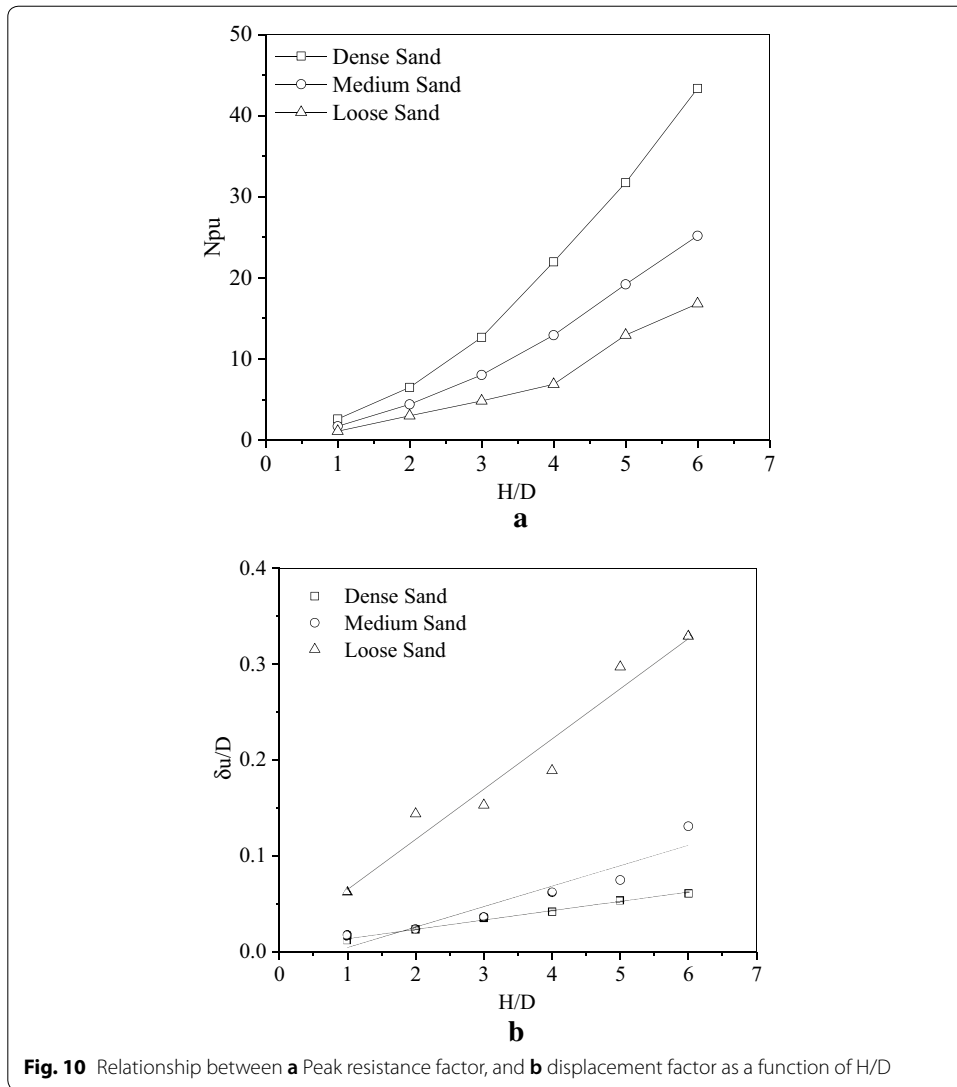 50
Dense Sand
Medium Sand
Loose Sand
40
30
Npu
20
10
0
0 1 2 3 4 5 6 7
H/D
a
0.4
Dense Sand
Medium Sand
Loose Sand
0.3
δu/D
0.2
0.1
0.0
0 1 2 3 4 5 6 7
H/D
b
Fig. 10 Relationship between a Peak resistance factor, and b displacement factor as a function of H/D